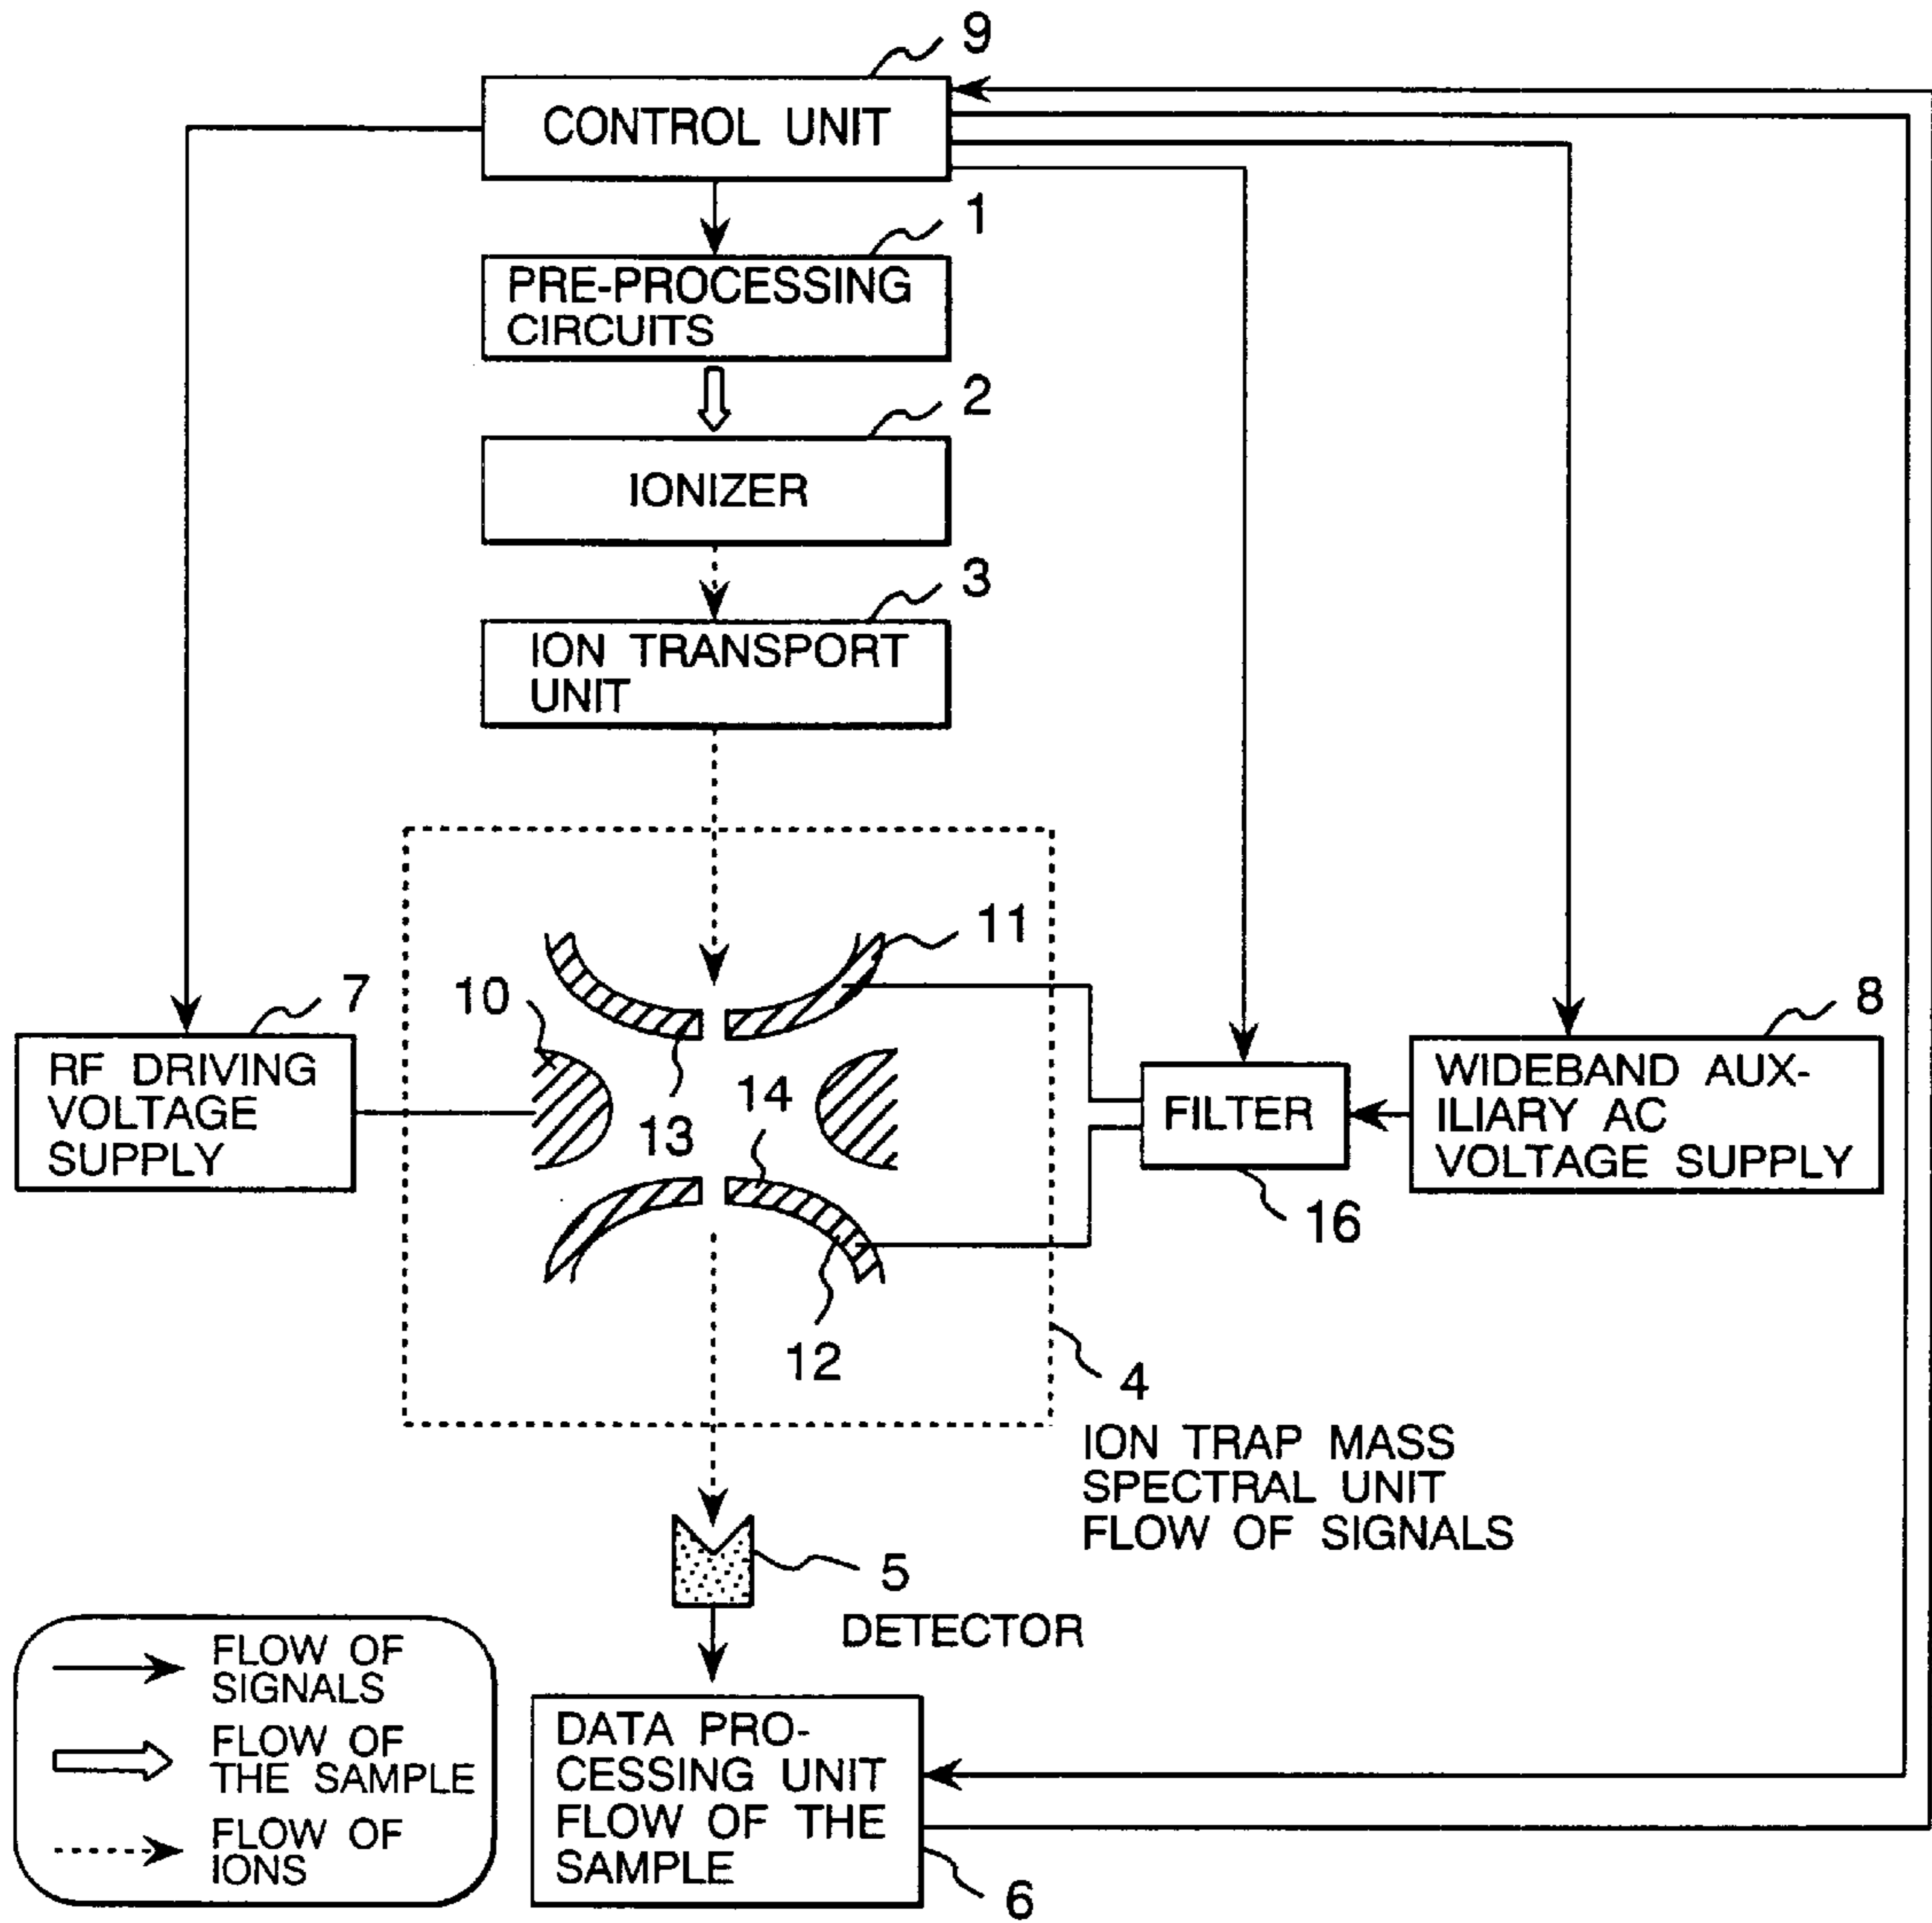 9
CONTROL UNIT
1
PRE-PROCESSING
CIRCUITS
2
IONIZER
3
ION TRANSPORT
UNIT
11
10
7
RF DRIVING
VOLTAGE
SUPPLY
13
14
FILTER
16
8
WIDEBAND AUX-
ILIARY AC
VOLTAGE SUPPLY
12
4
ION TRAP MASS
SPECTRAL UNIT
FLOW OF SIGNALS
5
DETECTOR
DATA PRO-
CESSING UNIT
FLOW OF THE
SAMPLE
6
FLOW OF
SIGNALS
FLOW OF
THE SAMPLE
FLOW OF
IONS